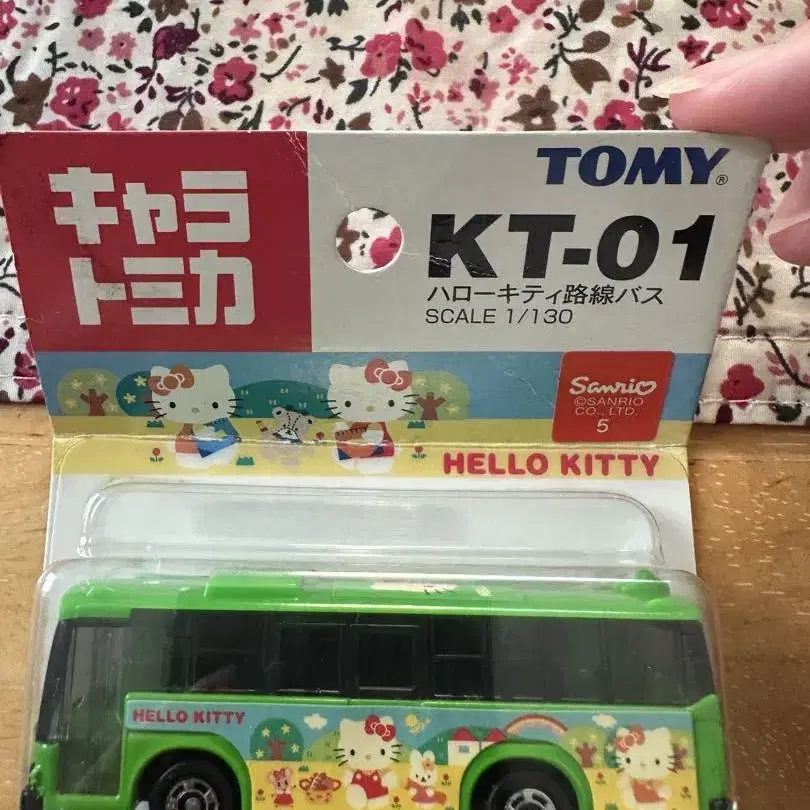 キャラ
トミカ
TOMY®
KT-01
ハローキティ路線バス
SCALE 1/130
Sanrio
©SANRIO
CO., LTD.
5
HELLO KITTY
HELLO KITTY